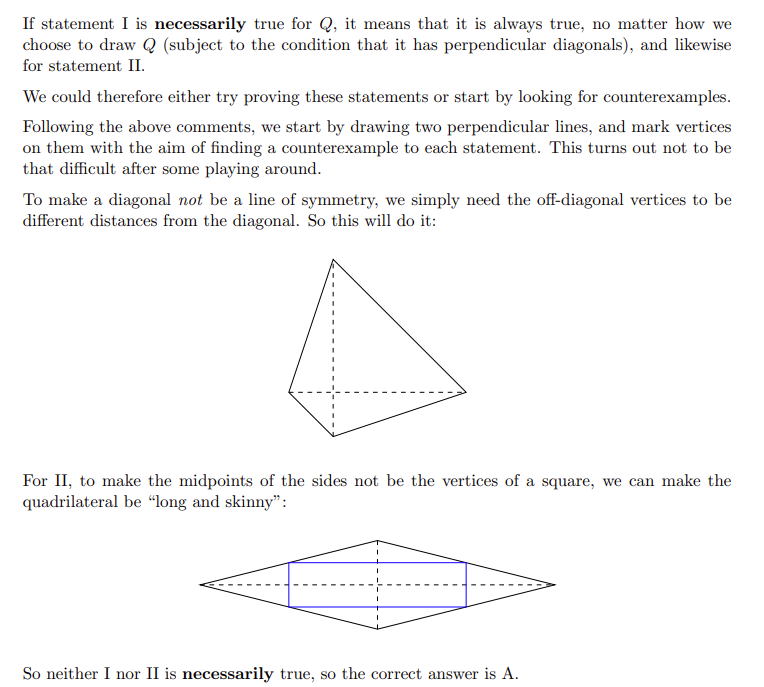 If statement I is necessarily true for Q, it means that it is always true, no matter how we
choose to draw Q (subject to the condition that it has perpendicular diagonals), and likewise
for statement II.
We could therefore either try proving these statements or start by looking for counterexamples.
Following the above comments, we start by drawing two perpendicular lines, and mark vertices
on them with the aim of finding a counterexample to each statement. This turns out not to be
that difficult after some playing around.
To make a diagonal not be a line of symmetry, we simply need the off-diagonal vertices to be
different distances from the diagonal. So this will do it:
For II, to make the midpoints of the sides not be the vertices of a square, we can make the
quadrilateral be “long and skinny”:
So neither I nor II is necessarily true, so the correct answer is A.